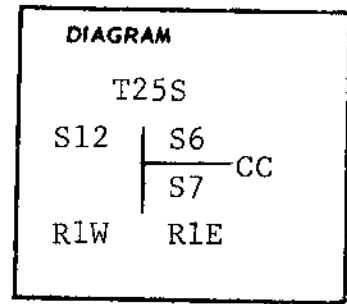 DIAGRAM
T25S
S12 S6
CC
S7
R1W R1E